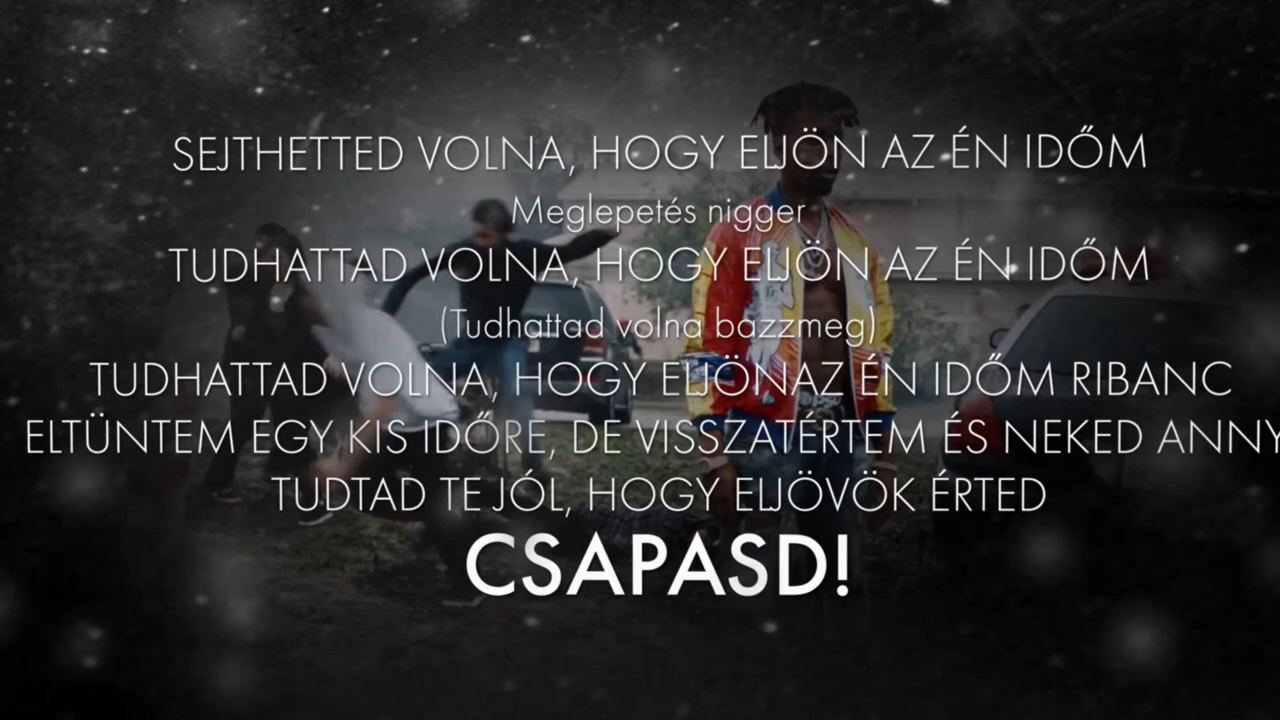 SEJTHETTED VOLNA, HOGY ELJÖN AZ ÉN IDŐM
Meglepetés nigger
TUDHATTAD VOLNA, HOGY ELJÖN AZ ÉN IDŐM
(Tudhattad volna bazzmeg)
TUDHATTAD VOLNA, HOGY ELJÖNAZ ÉN IDŐM RIBANC
ELTÜNTEM EGY KIS IDŐRE, DE VISSZATÉRTEM ÉS NEKED ANNY
TUDTAD TE JÓL, HOGY ELJÖVÖK ÉRTED
CSAPASD!